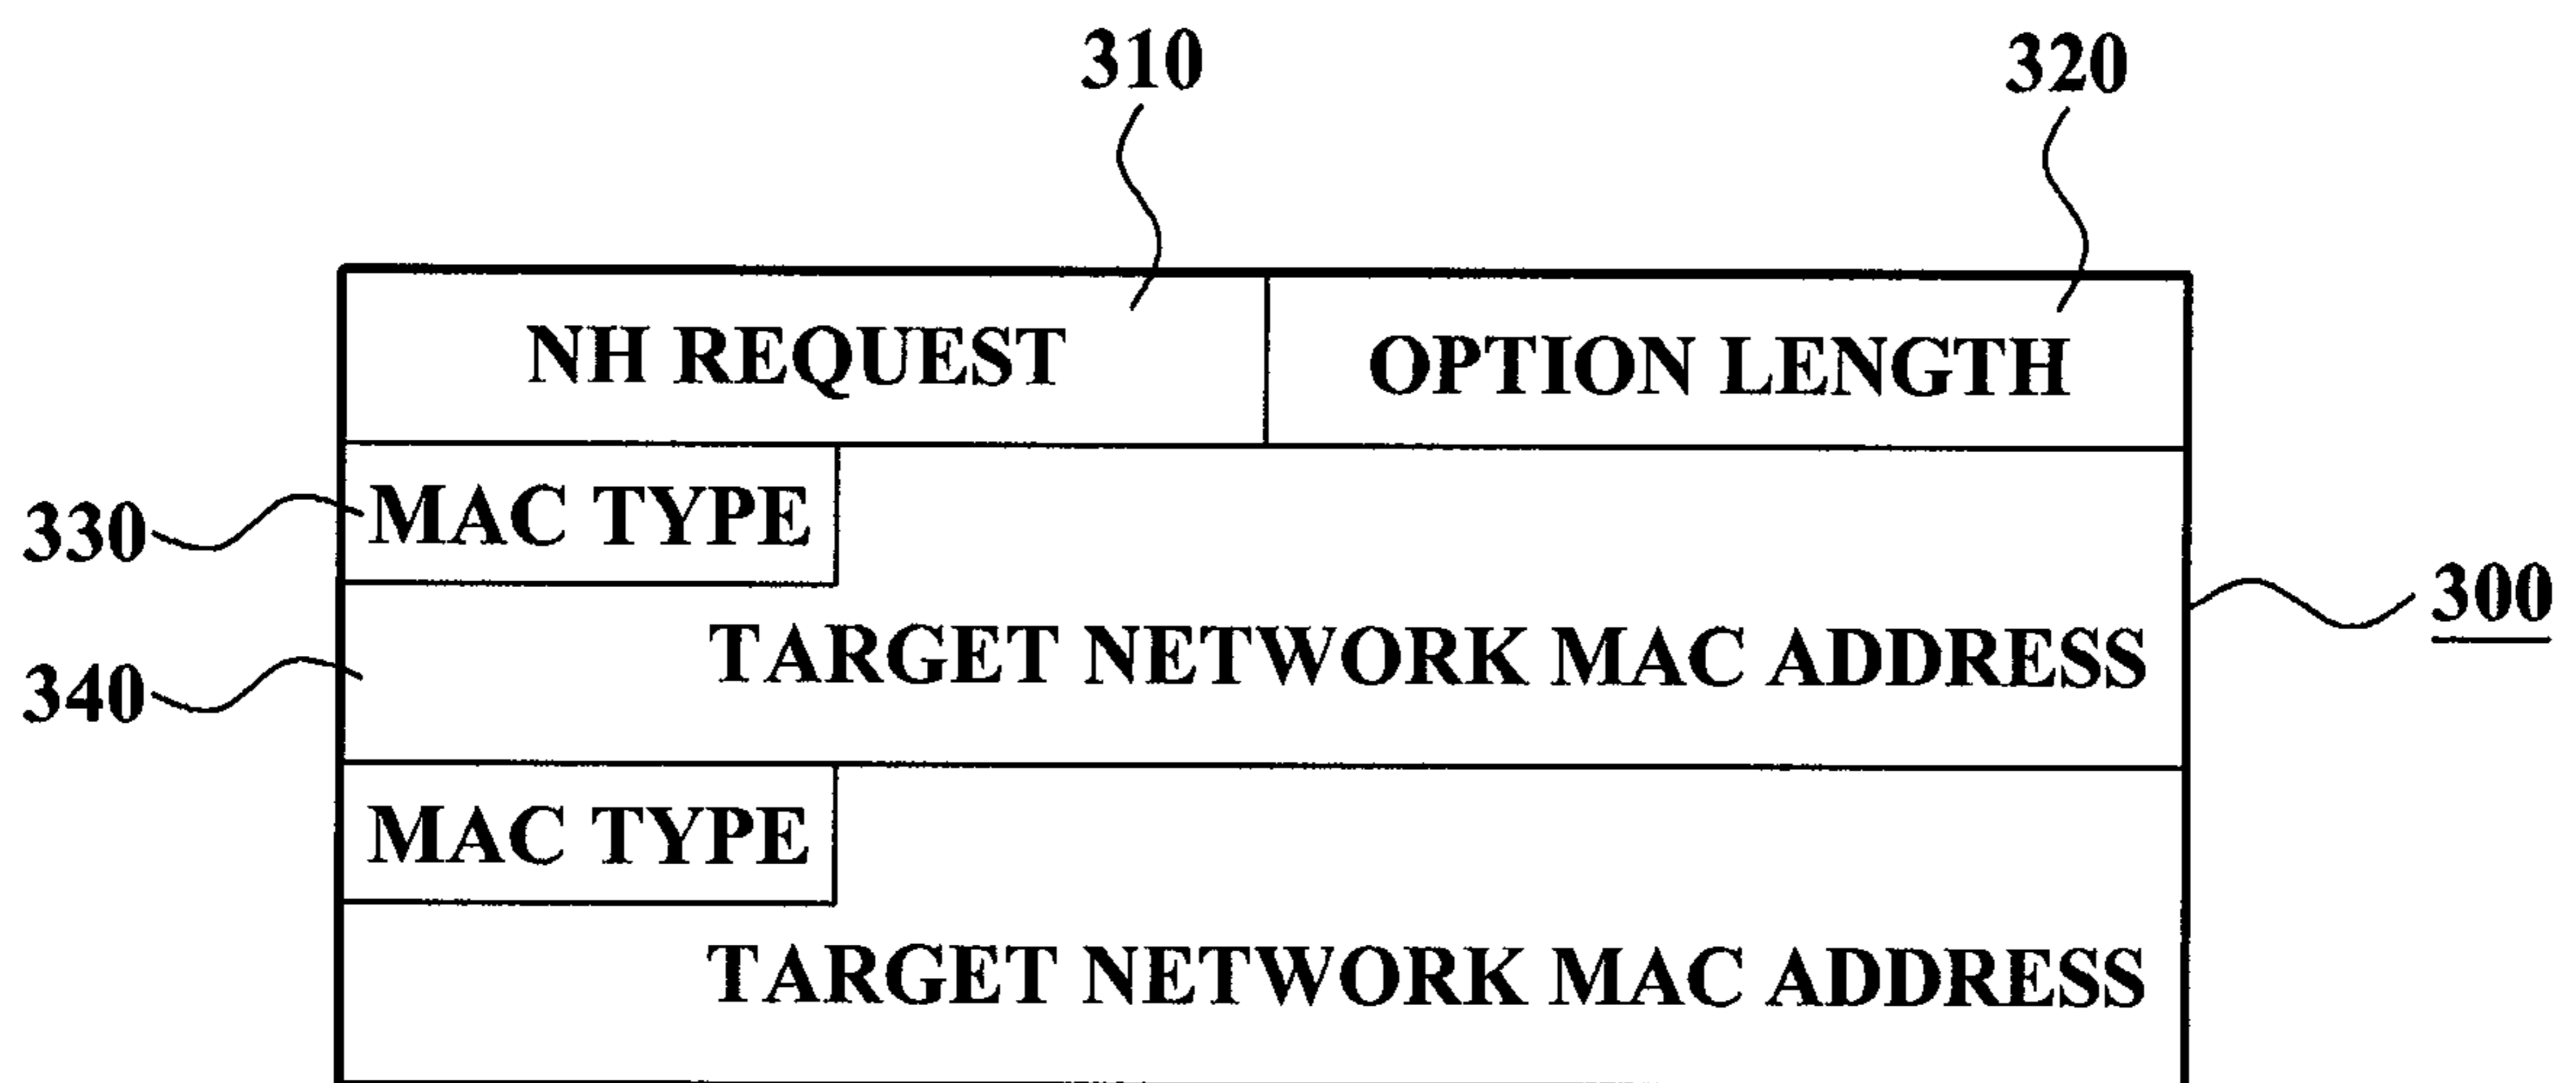 310 320
NH REQUEST OPTION LENGTH
330 MAC TYPE
300
340 TARGET NETWORK MAC ADDRESS
MAC TYPE
TARGET NETWORK MAC ADDRESS